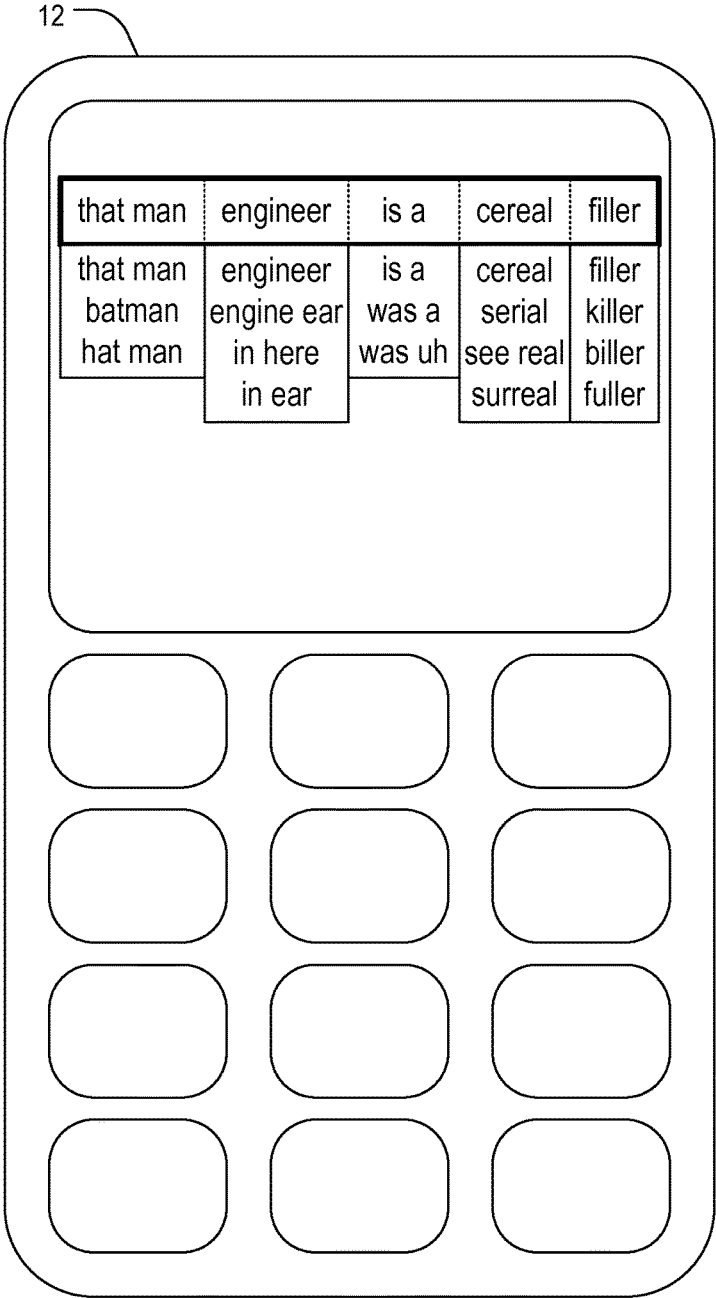 12
that man engineer is a cereal filler
that man engineer is a cereal filler
batman engine ear was a serial killer
hat man in here was uh see real biller
in ear surreal fuller